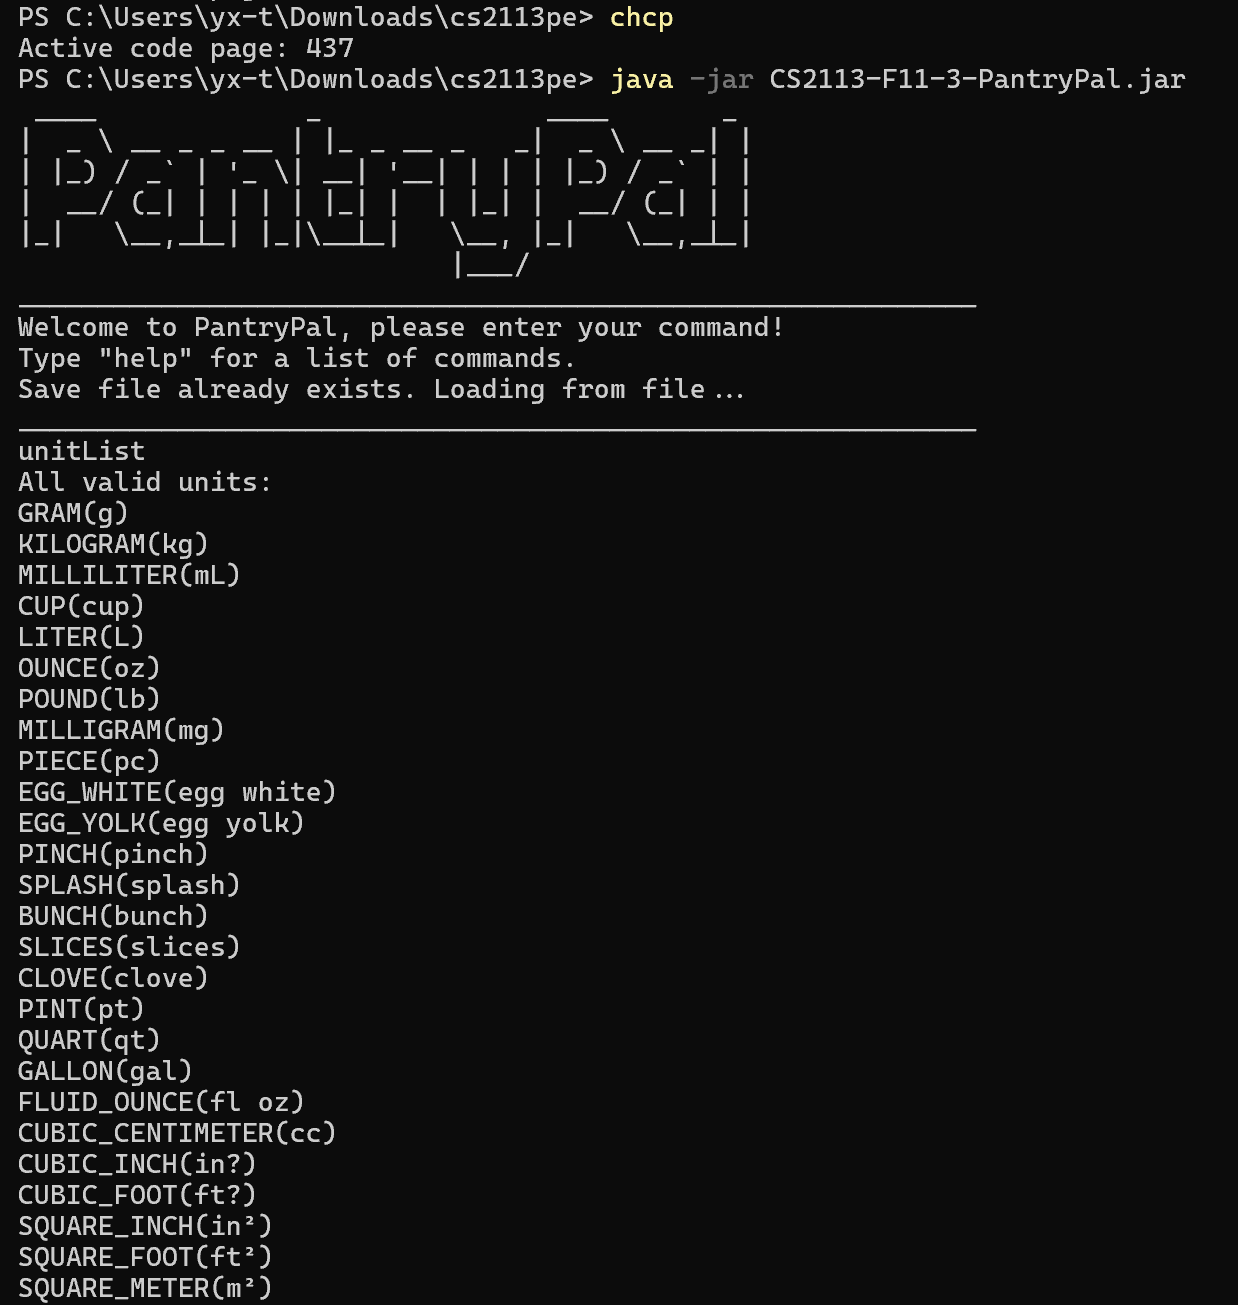 PS C:\Users\yx-t\Downloads\cs2113pe> chcp
Active code page: 437
PS C:\Users\yx-t\Downloads\cs2113pe> java -jar CS2113-F11-3-PantryPal.jar
PantryPal
Welcome to PantryPal, please enter your command!
Type "help" for a list of commands.
Save file already exists. Loading from file...
unitList
All valid units:
GRAM(g)
KILOGRAM(kg)
MILLILITER(mL)
CUP(cup)
LITER(L)
OUNCE(oz)
POUND(lb)
MILLIGRAM(mg)
PIECE(pc)
EGG_WHITE(egg white)
EGG_YOLK(egg yolk)
PINCH(pinch)
SPLASH(splash)
BUNCH(bunch)
SLICES(slices)
CLOVE(clove)
PINT(pt)
QUART(qt)
GALLON(gal)
FLUID_OUNCE(fl oz)
CUBIC_CENTIMETER(cc)
CUBIC_INCH(in?)
CUBIC_FOOT(ft?)
SQUARE_INCH(in²)
SQUARE_FOOT(ft²)
SQUARE_METER(m²)